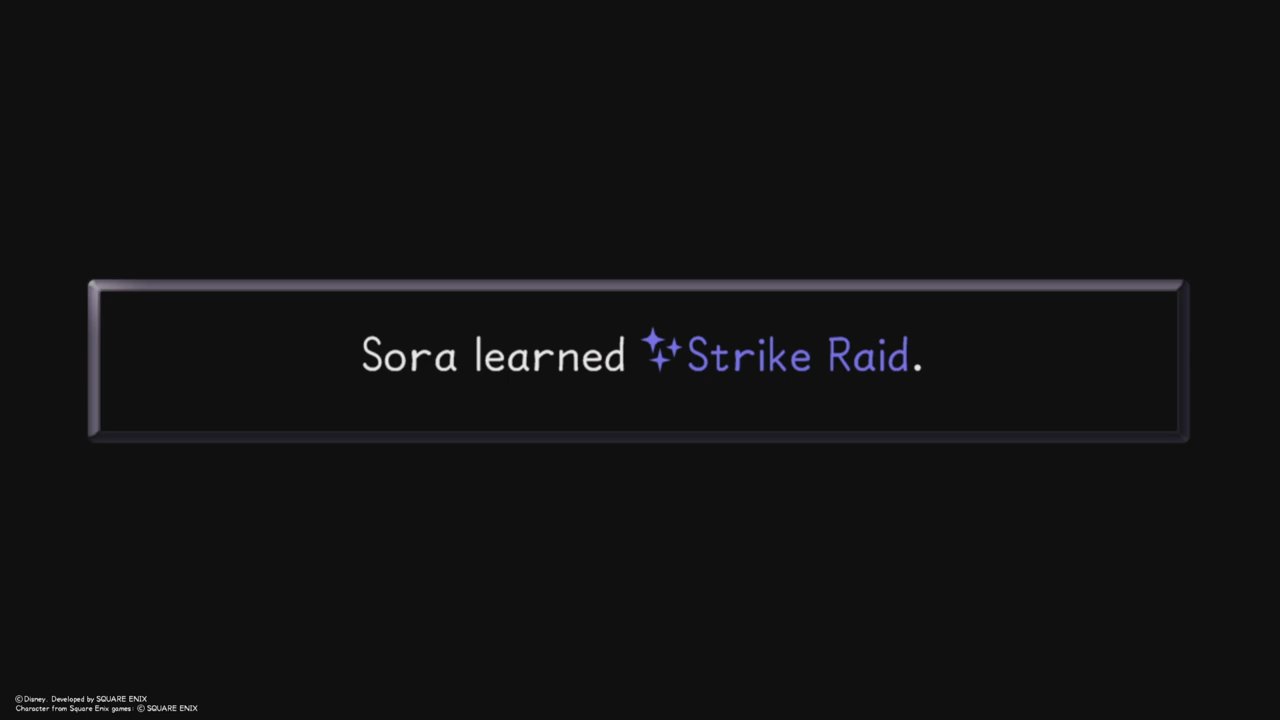 Sora learned Strike Raid.
©Disney. Developed by SQUARE ENIX
Character from Square Enix games: © SQUARE ENIX